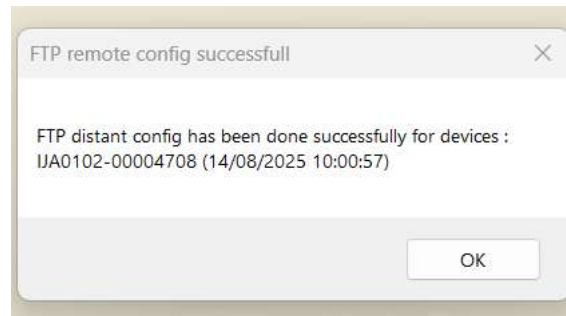 FTP remote config successfull
FTP distant config has been done successfully for devices :
IJA0102-00004708 (14/08/2025 10:00:57)
OK